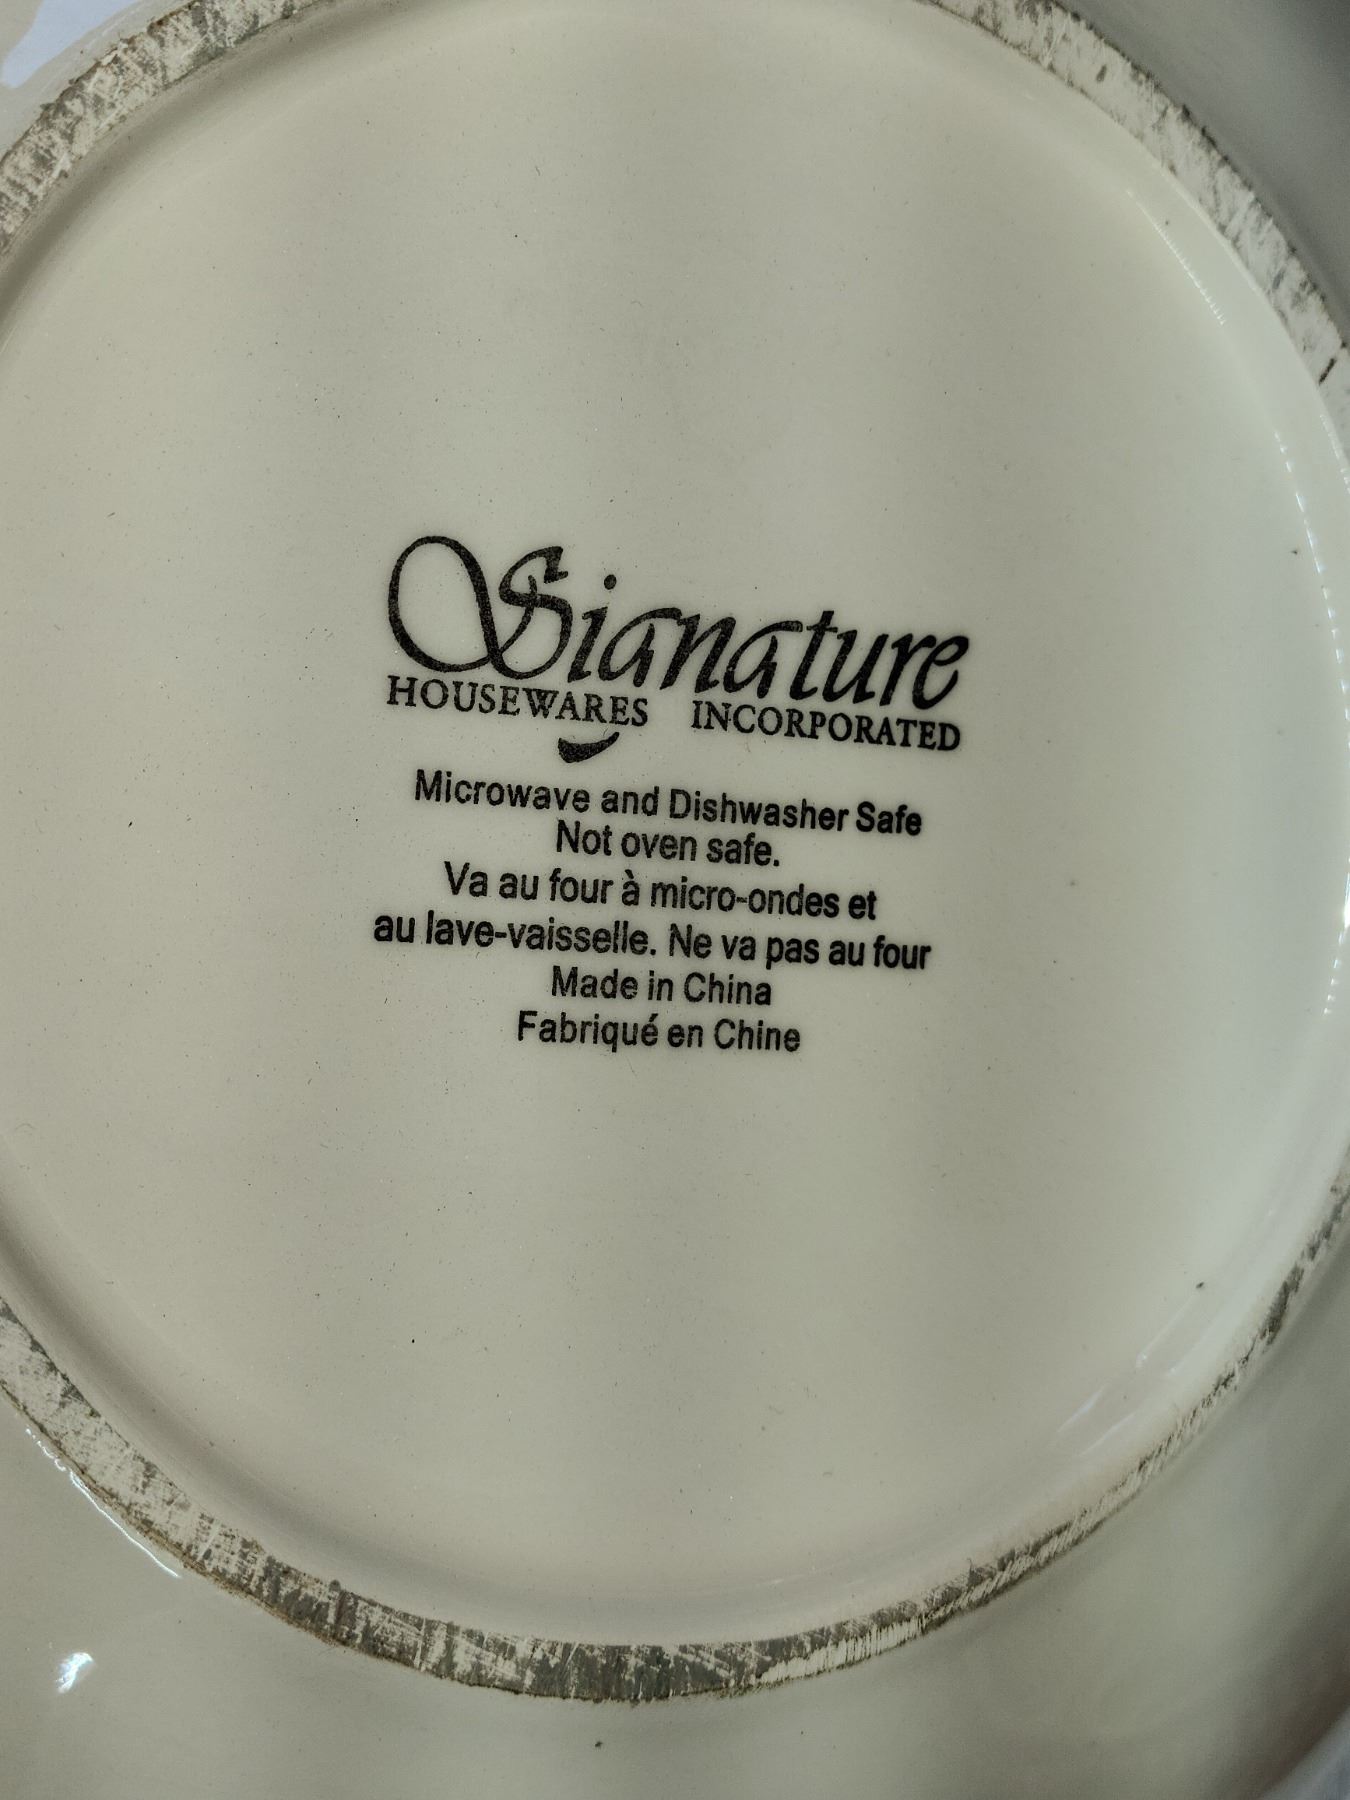 Signature
HOUSEWARES INCORPORATED
Microwave and Dishwasher Safe
Not oven safe.
Va au four à micro-ondes et
au lave-vaisselle. Ne va pas au four
Made in China
Fabriqué en Chine